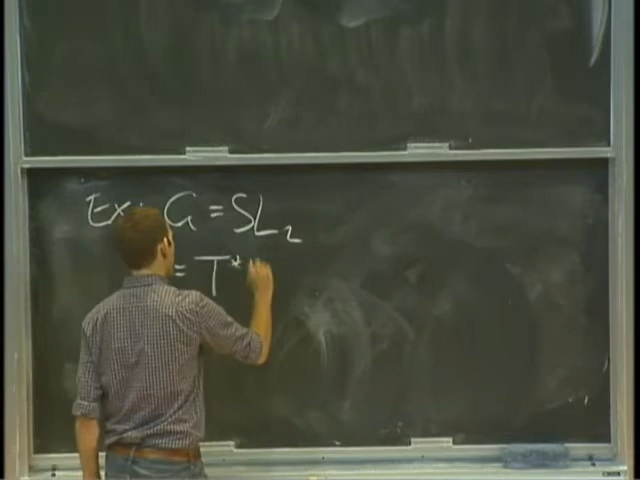 Ex: G = SL₂
= T*